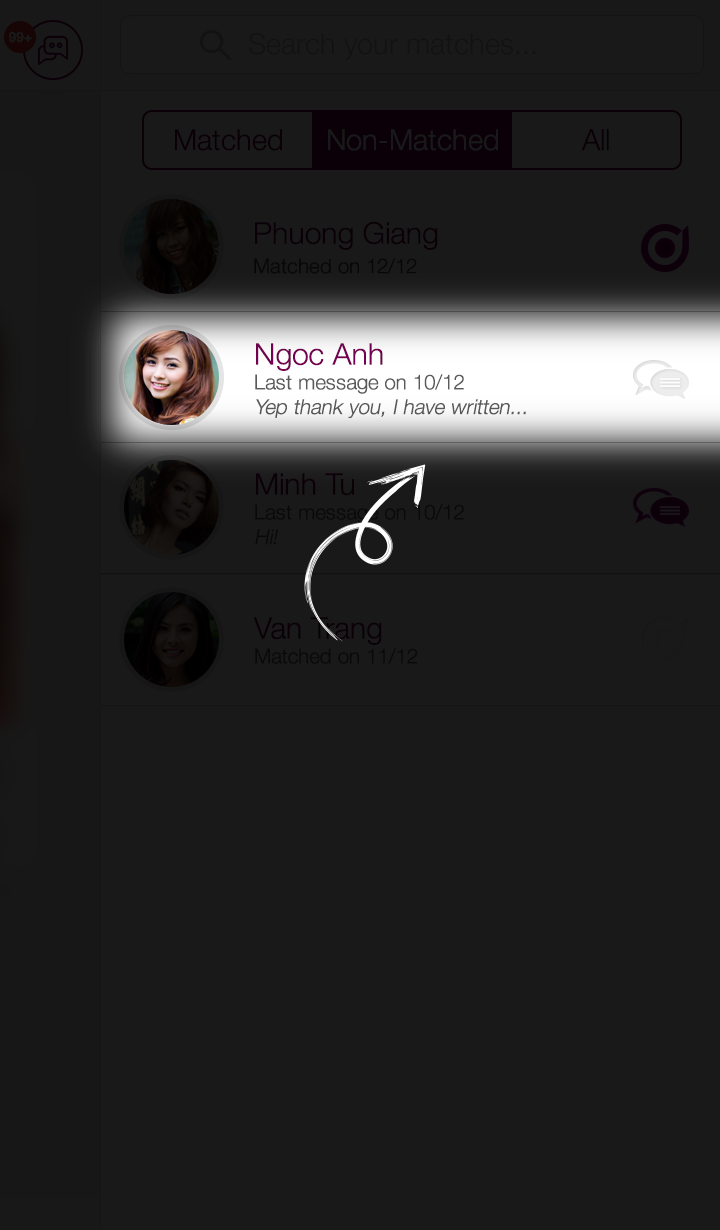 99+
Search your matches...
Matched
Non-Matched
All
Phuong Giang
Matched on 12/12
Ngoc Anh
Last message on 10/12
Yep thank you, I have written...
Minh Tu
Last message on 10/12
Hi!
Van Trang
Matched on 11/12